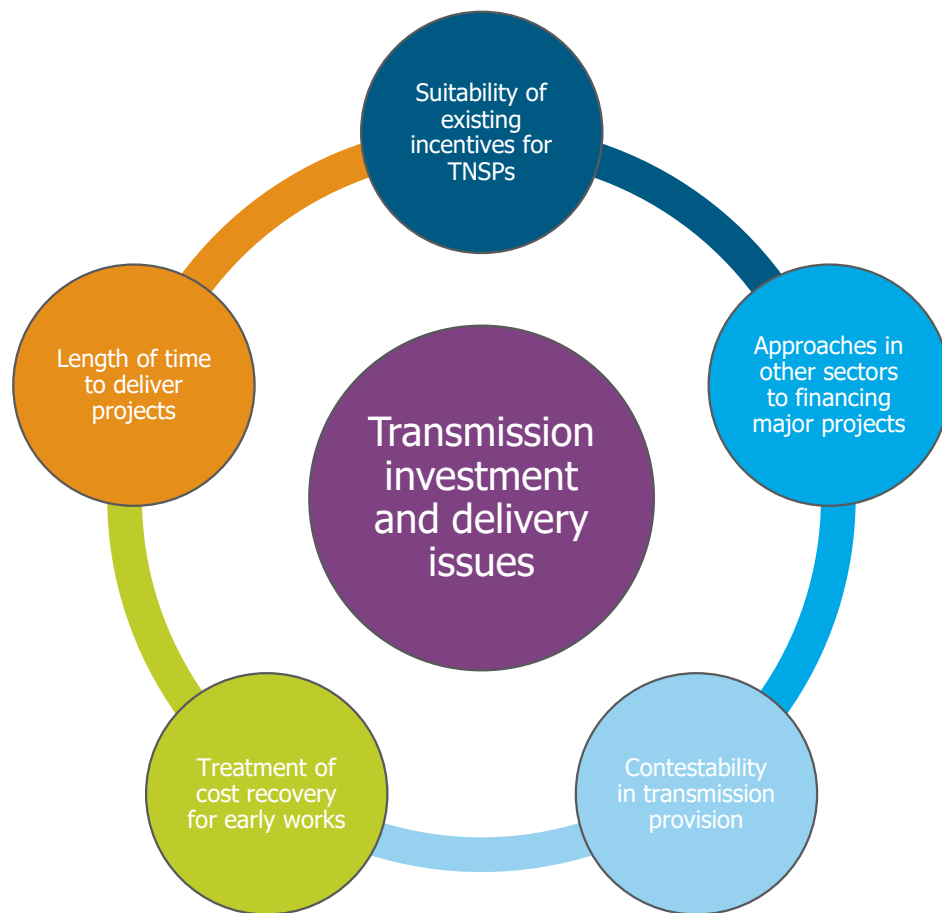 Suitability of
existing
incentives for
TNSPs
Approaches in
other sectors
to financing
major projects
Contestability
in transmission
provision
Treatment of
cost recovery
for early works
Length of time
to deliver
projects
Transmission
investment
and delivery
issues